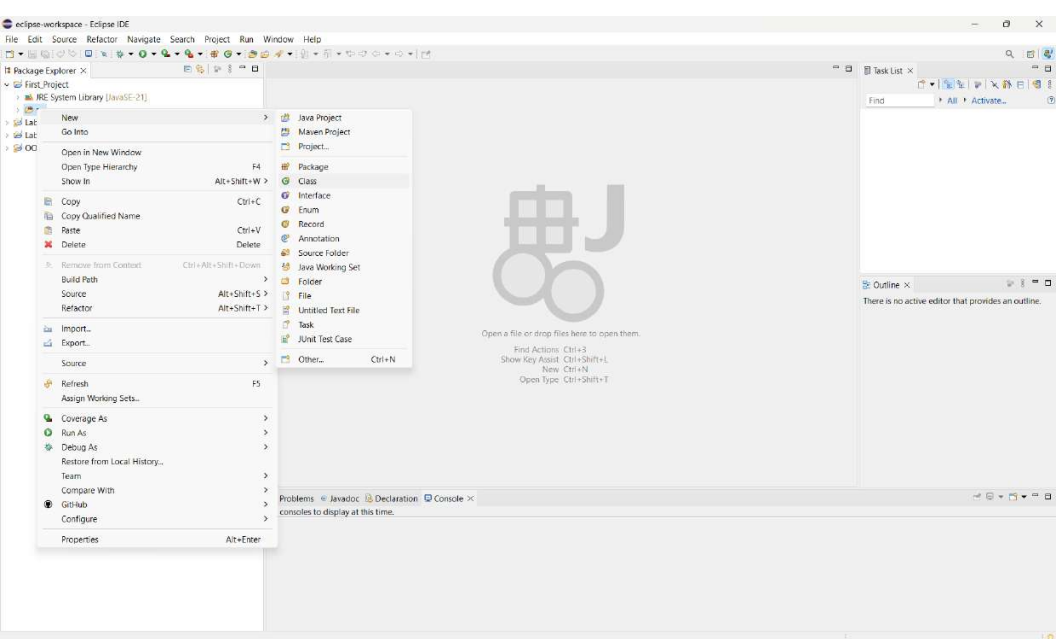 eclipse-workspace - Eclipse IDE
File Edit Source Refactor Navigate Search Project Run Window Help
Package Explorer
First_Project
JRE System Library [JavaSE-21]
Lab
Lab
OO
New
Go Into
Open in New Window
Open Type Hierarchy F4
Show In Alt+Shift+W >
Copy Ctrl+C
Copy Qualified Name
Paste Ctrl+V
Delete Delete
Remove from Context Ctrl+Alt+Shift+Down
Build Path
Source Alt+Shift+S >
Refactor Alt+Shift+T >
Import...
Export...
Source
Refresh F5
Assign Working Sets...
Coverage As
Run As
Debug As
Restore from Local History...
Team
Compare With
GitHub
Configure
Properties Alt+Enter
Java Project
Maven Project
Project...
Package
Class
Interface
Enum
Record
Annotation
Source Folder
Java Working Set
Folder
File
Untitled Text File
Task
JUnit Test Case
Other... Ctrl+N
Open a file or drop files here to open them.
Find Actions Ctrl+3
Show Key Assist Ctrl+Shift+L
New Ctrl+N
Open Type Ctrl+Shift+T
Task List
Find All Activate...
Outline
There is no active editor that provides an outline.
Problems Javadoc Declaration Console
consoles to display at this time.